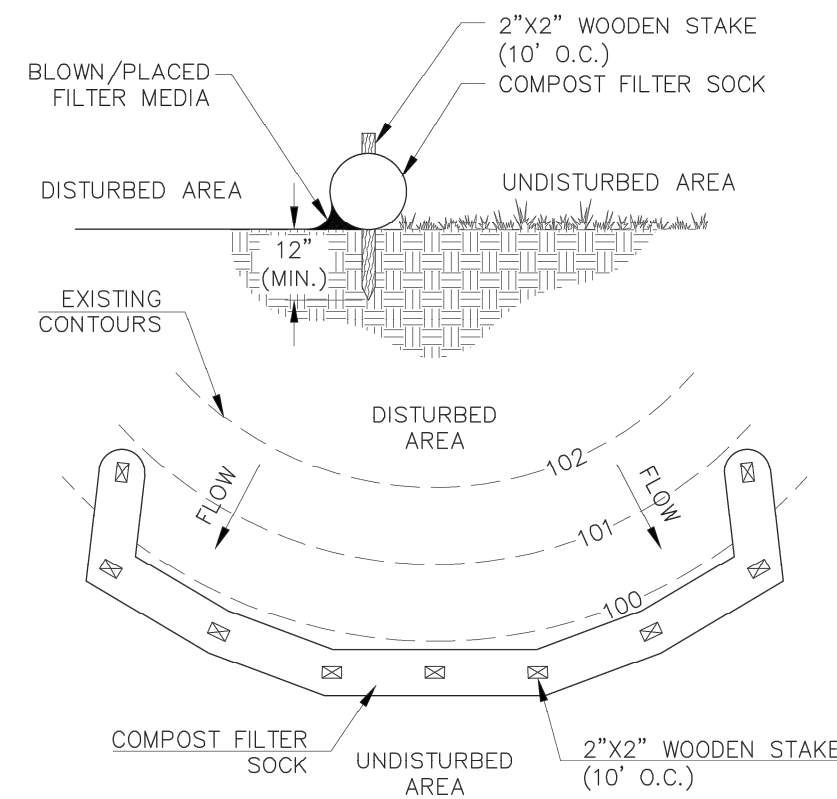 2”X2” WOODEN STAKE
(10’ O.C.)
BLOWN/PLACED
FILTER MEDIA
COMPOST FILTER SOCK
DISTURBED AREA
UNDISTURBED AREA
12”
(MIN.)
EXISTING
CONTOURS
DISTURBED
AREA
102
FLOW
FLOW
101
100
COMPOST FILTER
SOCK
UNDISTURBED
AREA
2”X2” WOODEN STAKE
(10’ O.C.)